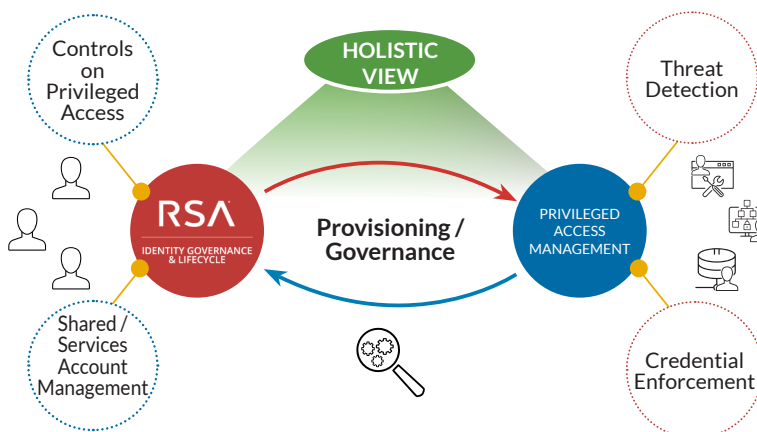 Controls
on
Privileged
Access
HOLISTIC
VIEW
Threat
Detection
RSA
IDENTITY GOVERNANCE
& LIFECYCLE
Provisioning /
Governance
PRIVILEGED
ACCESS
MANAGEMENT
Shared /
Services
Account
Management
Credential
Enforcement